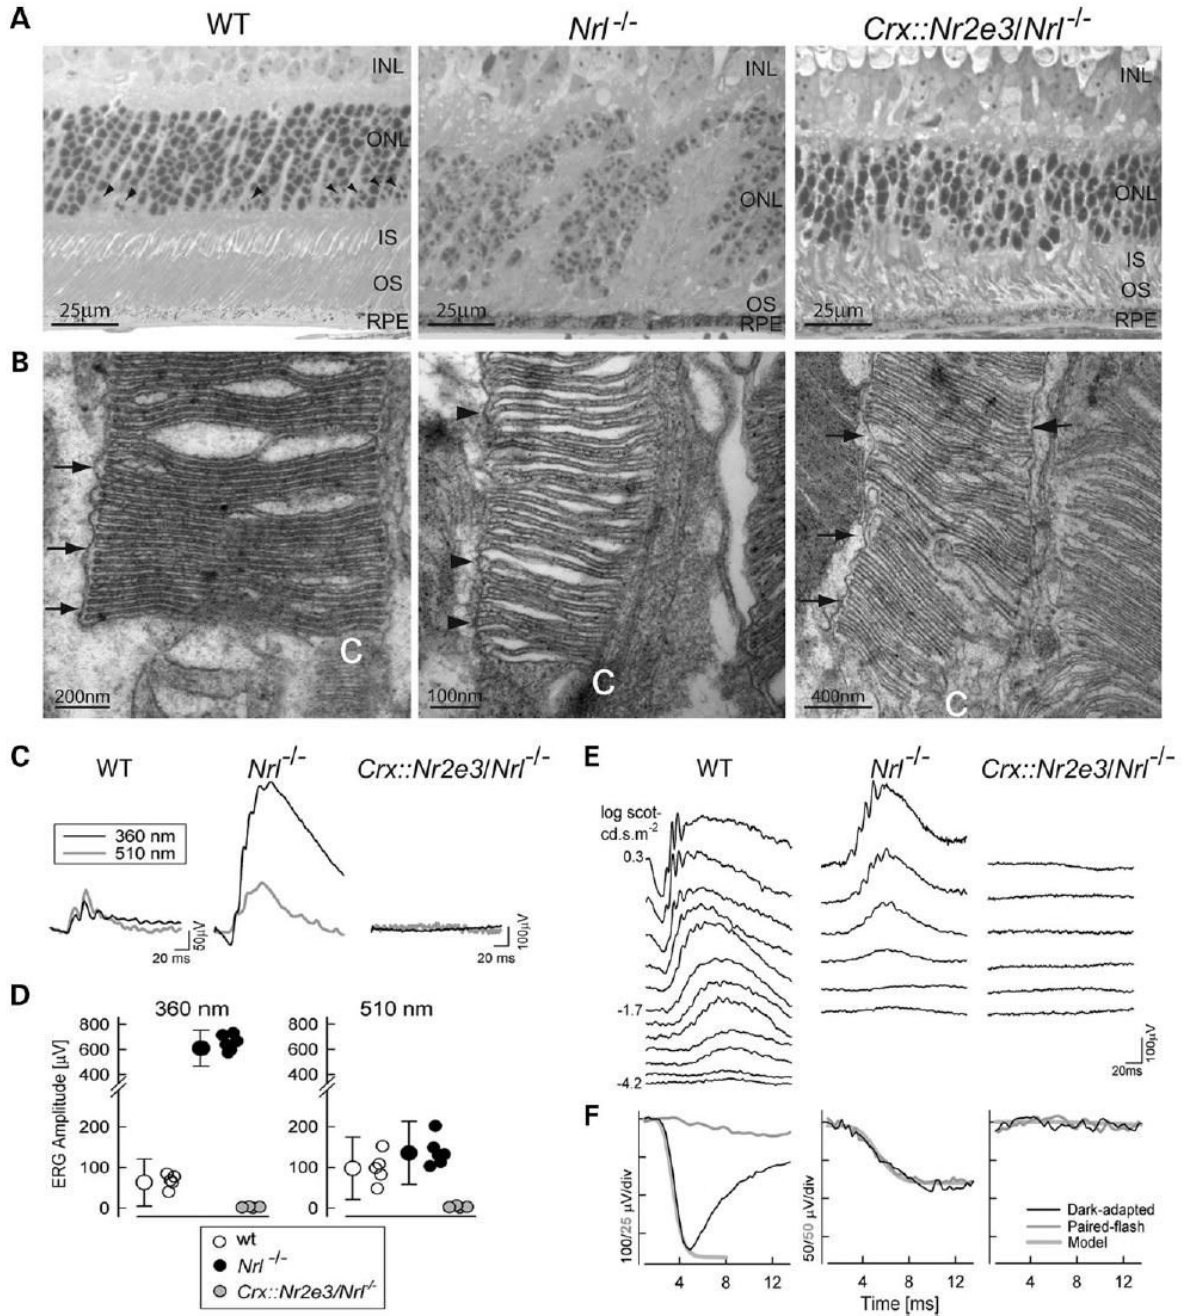 A
WT
Nrl -/-
Crx::Nr2e3/Nrl -/-
INL
ONL
IS
OS
25µm
RPE
INL
ONL
OS
25µm
RPE
INL
ONL
IS
OS
25µm
RPE
B
C
200nm
C
100nm
C
400nm
C
WT
Nrl -/-
Crx::Nr2e3/Nrl -/-
360 nm
510 nm
50µV
20 ms
100µV
20 ms
D
360 nm
510 nm
ERG Amplitude [µV]
800
600
400
200
100
0
800
600
400
200
100
0
wt
Nrl -/-
Crx::Nr2e3/Nrl -/-
E
WT
Nrl -/-
Crx::Nr2e3/Nrl -/-
log scot-
cd.s.m-2
0.3
-1.7
-4.2
100µV
20ms
F
100/25 µV/div
50/50 µV/div
Dark-adapted
Paired-flash
Model
4 8 12
4 8 12
4 8 12
Time [ms]